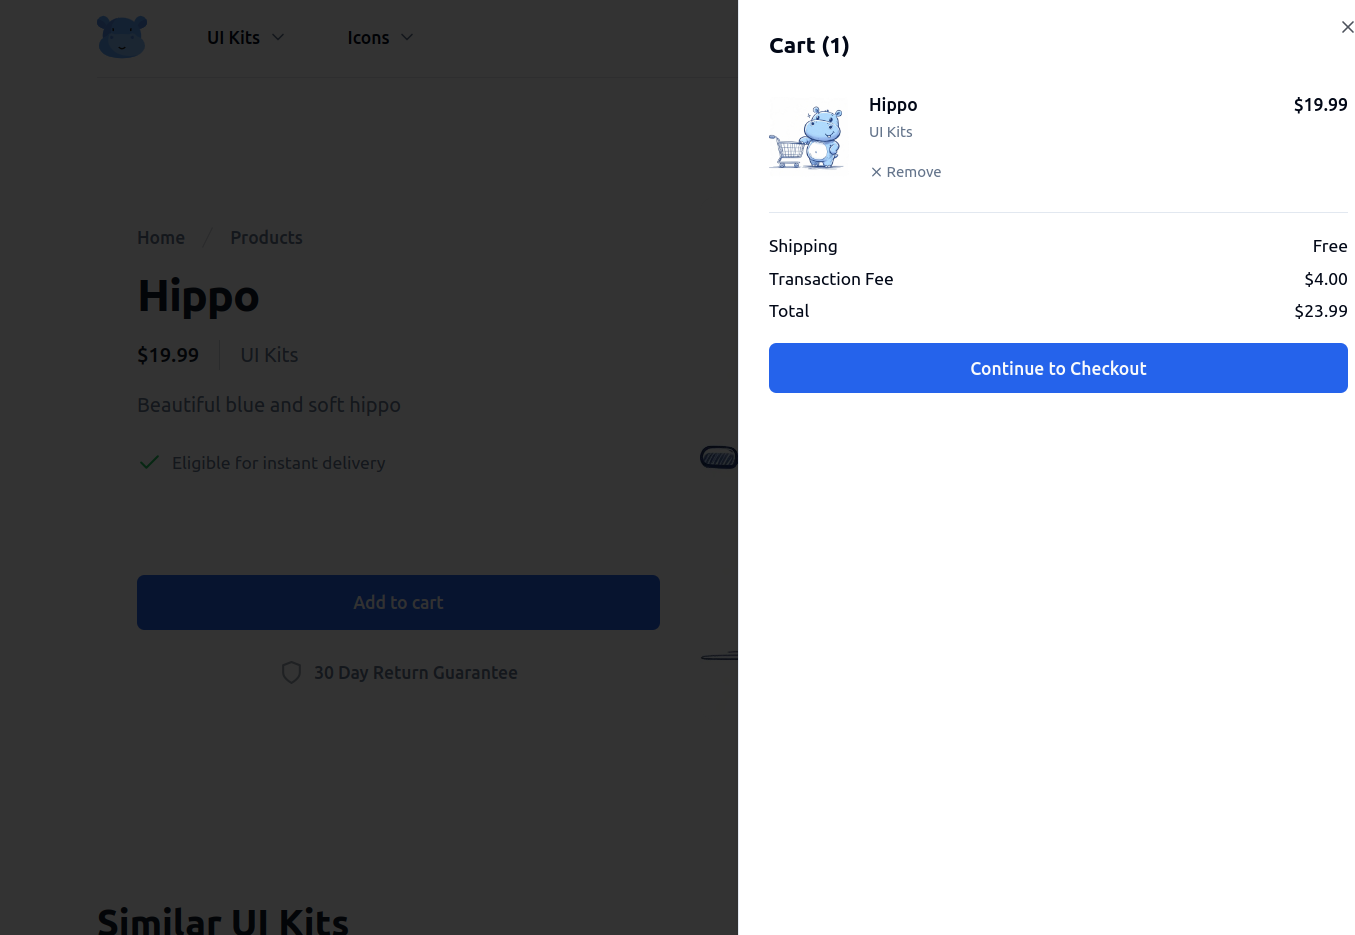 UI Kits
Icons
Home / Products
Hippo
$19.99 UI Kits
Beautiful blue and soft hippo
Eligible for instant delivery
Add to cart
30 Day Return Guarantee
Similar UI Kits
Cart (1)
Hippo $19.99
UI Kits
Remove
Shipping Free
Transaction Fee $4.00
Total $23.99
Continue to Checkout